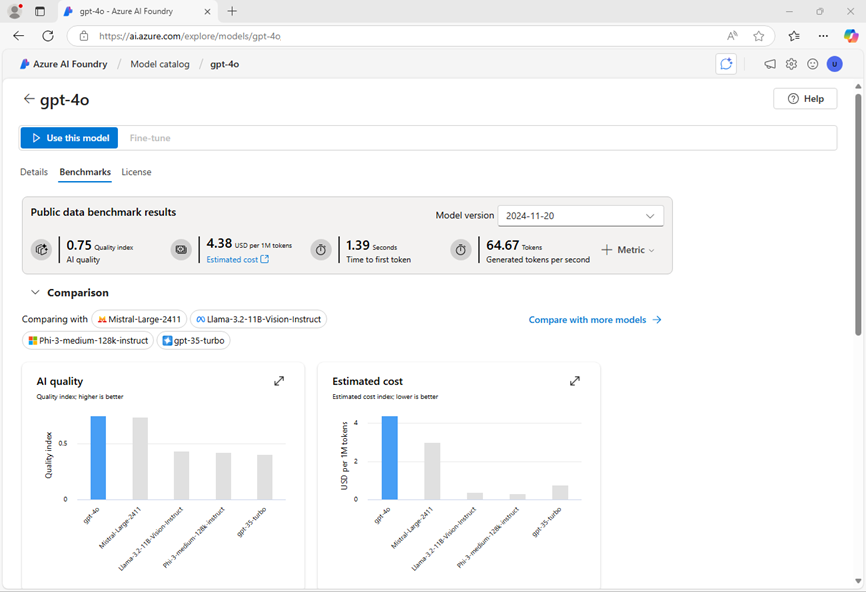 gpt-4o - Azure AI Foundry
https://ai.azure.com/explore/models/gpt-4o
Azure AI Foundry / Model catalog / gpt-4o
U
gpt-4o
Help
Use this model Fine-tune
Details Benchmarks License
Public data benchmark results
Model version 2024-11-20
0.75 Quality index
AI quality
4.38 USD per 1M tokens
Estimated cost
1.39 Seconds
Time to first token
64.67 Tokens
Generated tokens per second
Metric
Comparison
Comparing with Mistral-Large-2411 Llama-3.2-11B-Vision-Instruct
Compare with more models
Phi-3-medium-128k-instruct gpt-35-turbo
AI quality
Quality index; higher is better
Quality index
0.5
0
gpt-4o
Mistral-Large-2411
Llama-3.2-11B-Vision-Instruct
Phi-3-medium-128k-instruct
gpt-35-turbo
Estimated cost
Estimated cost index; lower is better
USD per 1M tokens
4
2
0
gpt-4o
Mistral-Large-2411
Llama-3.2-11B-Vision-Instruct
Phi-3-medium-128k-instruct
gpt-35-turbo